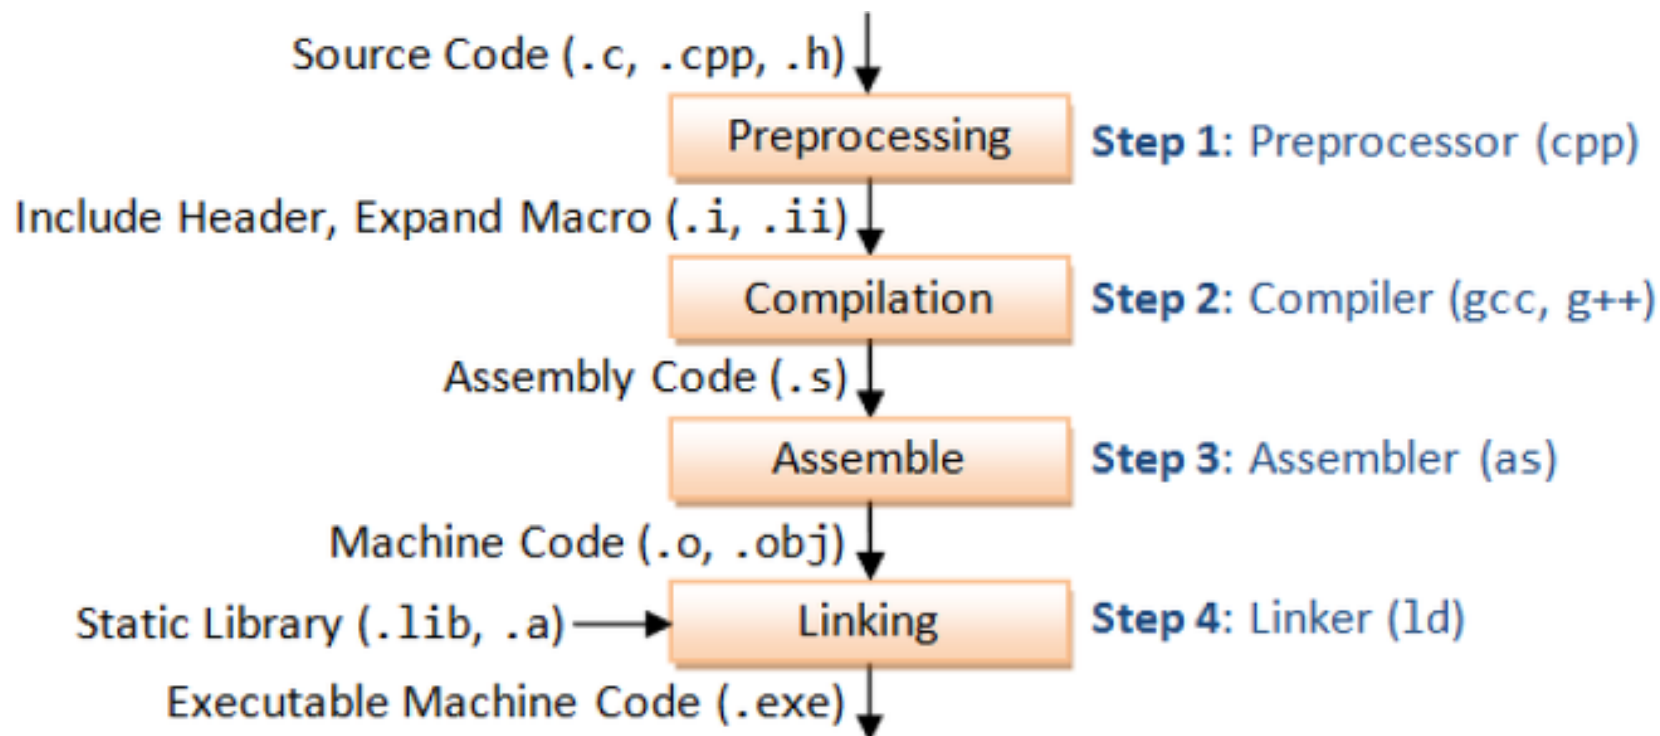 Source Code (.c, .cpp, .h)
Preprocessing
Step 1: Preprocessor (cpp)
Include Header, Expand Macro (.i, .ii)
Compilation
Step 2: Compiler (gcc, g++)
Assembly Code (.s)
Assemble
Step 3: Assembler (as)
Machine Code (.o, .obj)
Static Library (.lib, .a)
Linking
Step 4: Linker (ld)
Executable Machine Code (.exe)